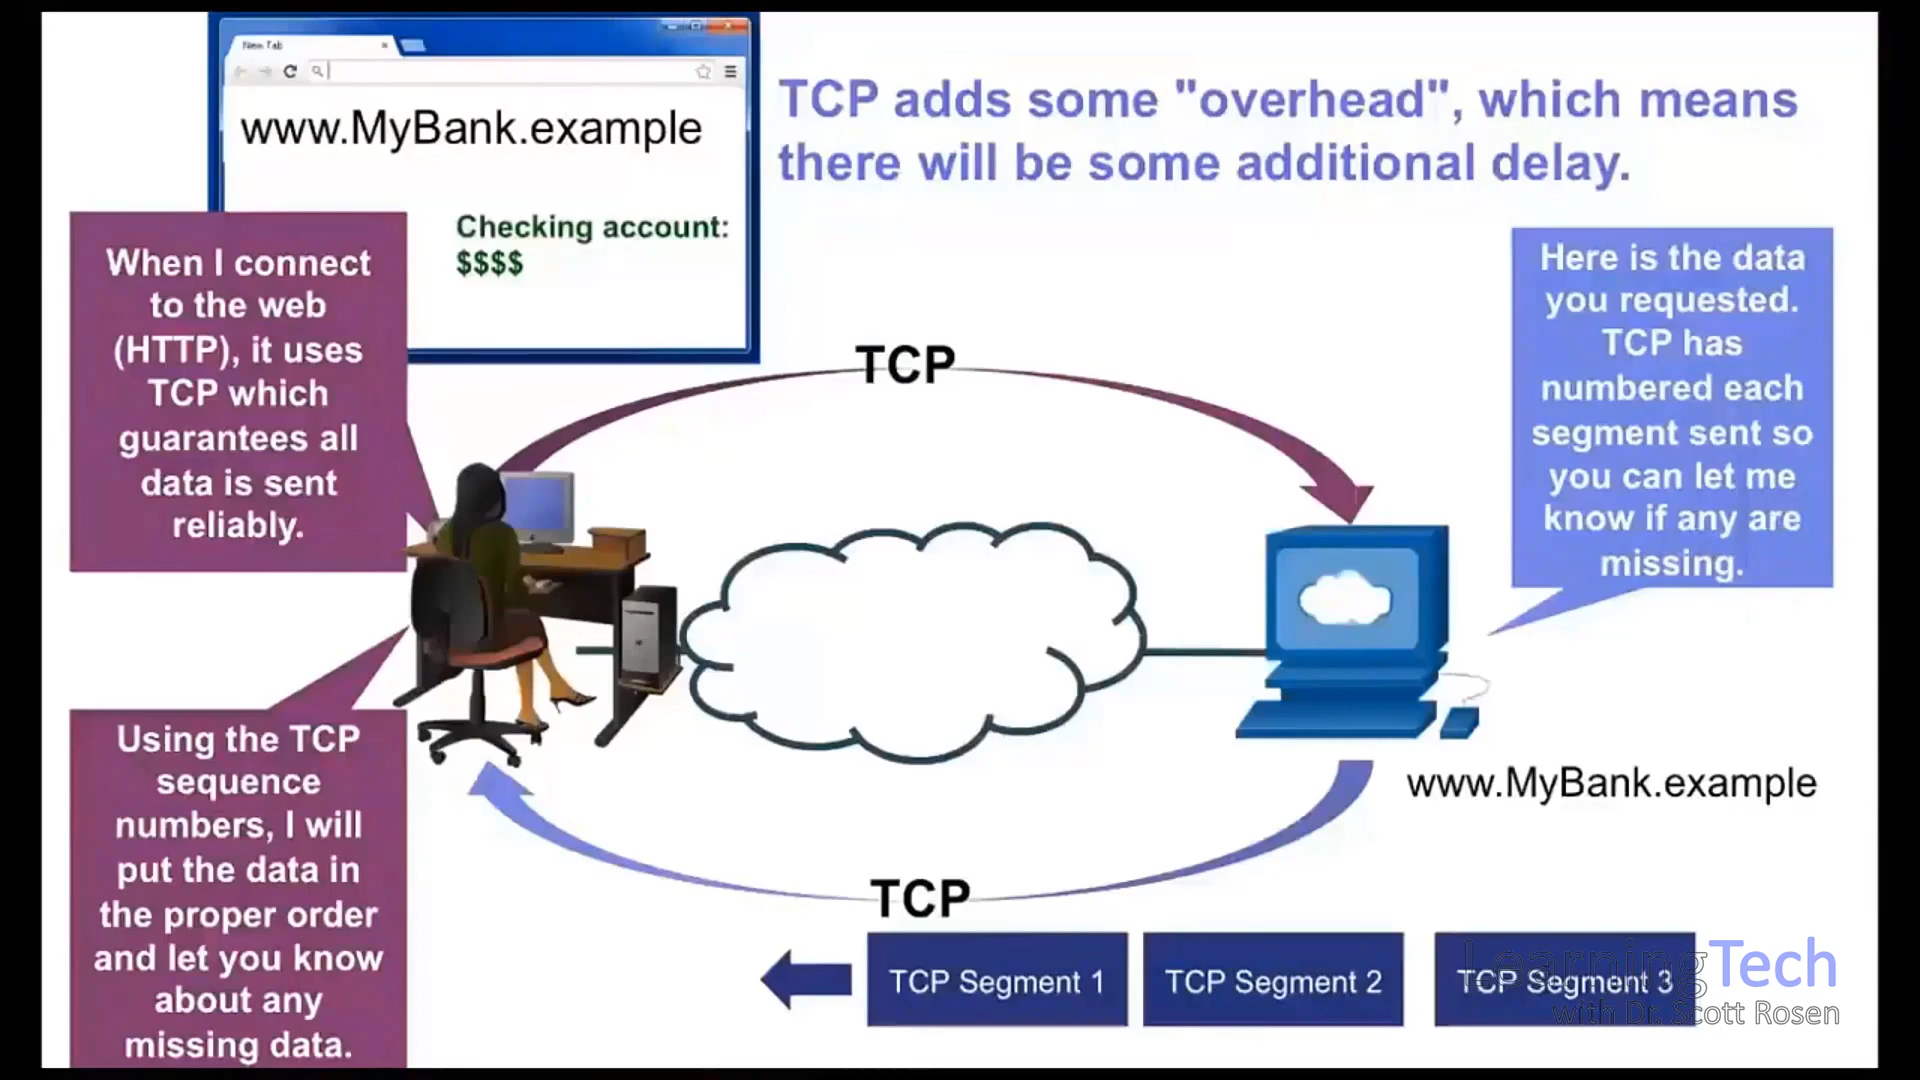 New Tab
www.MyBank.example
Checking account:
$$$$
TCP adds some "overhead", which means
there will be some additional delay.
When I connect
to the web
(HTTP), it uses
TCP which
guarantees all
data is sent
reliably.
TCP
Here is the data
you requested.
TCP has
numbered each
segment sent so
you can let me
know if any are
missing.
Using the TCP
sequence
numbers, I will
put the data in
the proper order
and let you know
about any
missing data.
www.MyBank.example
TCP
TCP Segment 1
TCP Segment 2
TCP Segment 3
LearningTech
with Dr. Scott Rosen